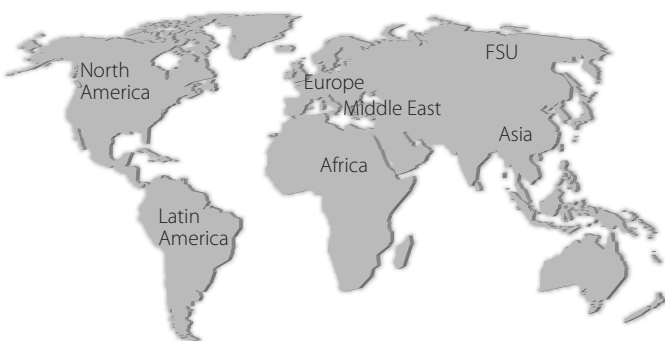 FSU
North
America
Europe
Middle East
Asia
Africa
Latin
America